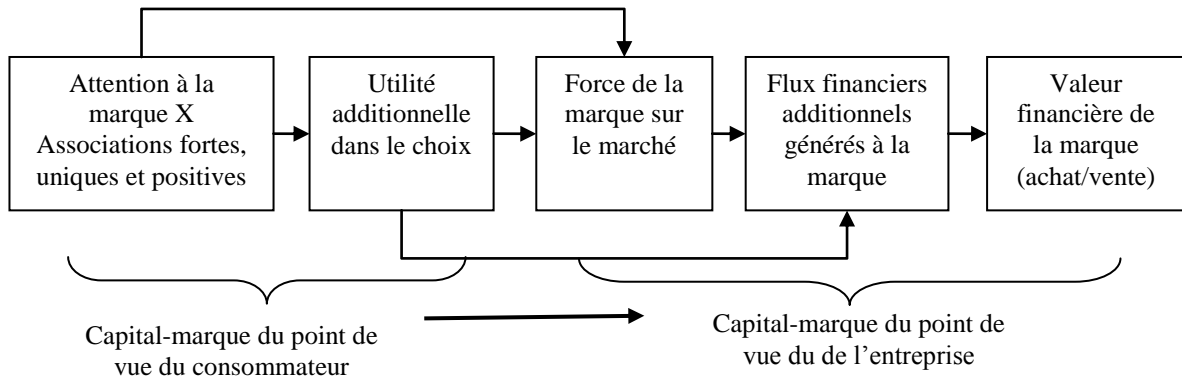 Attention à la
marque X
Associations fortes,
uniques et positives
Utilité
additionnelle
dans le choix
Force de la
marque sur
le marché
Flux financiers
additionnels
générés à la
marque
Valeur
financière de
la marque
(achat/vente)
Capital-marque du point de
vue du consommateur
Capital-marque du point de
vue du de l’entreprise